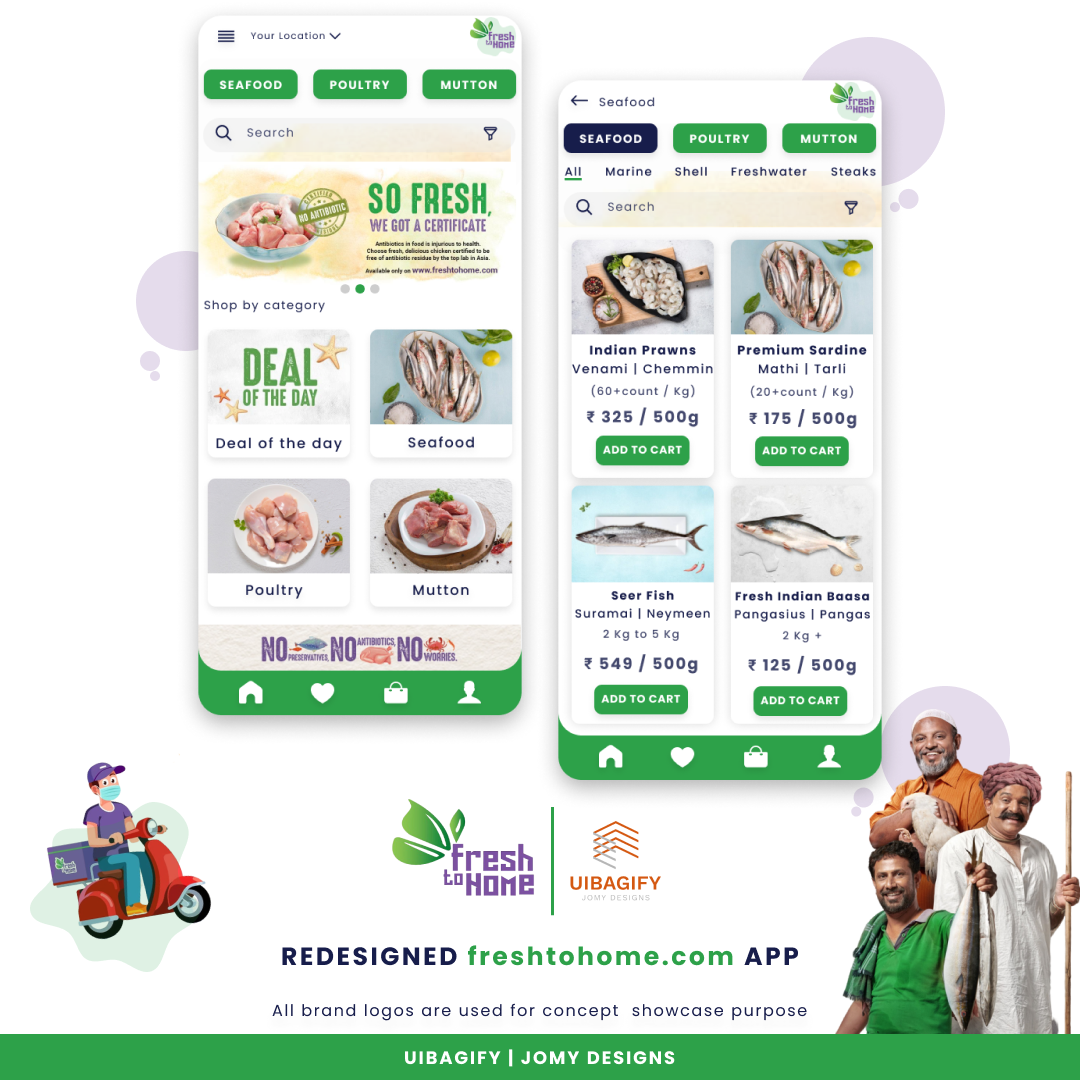 Your Location
fresh
to HOME
SEAFOOD
POULTRY
MUTTON
Search
CERTIFIED
NO ANTIBIOTIC
SO FRESH,
WE GOT A CERTIFICATE
Antibiotics in food is injurious to health.
Choose fresh, delicious chicken certified to be
free of antibiotic residue by the top lab in Asia.
Available only on www.freshtohome.com
Shop by category
DEAL
OF THE DAY
Deal of the day
Seafood
Poultry
Mutton
NO PRESERVATIVES, NO ANTIBIOTICS, NO WORRIES.
Seafood
fresh
to HOME
SEAFOOD
POULTRY
MUTTON
All
Marine
Shell
Freshwater
Steaks
Search
Indian Prawns
Venami | Chemmin
(60+count / Kg)
₹ 325 / 500g
ADD TO CART
Premium Sardine
Mathi | Tarli
(20+count / Kg)
₹ 175 / 500g
ADD TO CART
Seer Fish
Suramai | Neymeen
2 Kg to 5 Kg
₹ 549 / 500g
ADD TO CART
Fresh Indian Baasa
Pangasius | Pangas
2 Kg +
₹ 125 / 500g
ADD TO CART
fresh
to HOME
fresh
to HOME
UIBAGIFY
JOMY DESIGNS
REDESIGNED freshtohome.com APP
All brand logos are used for concept showcase purpose
UIBAGIFY | JOMY DESIGNS